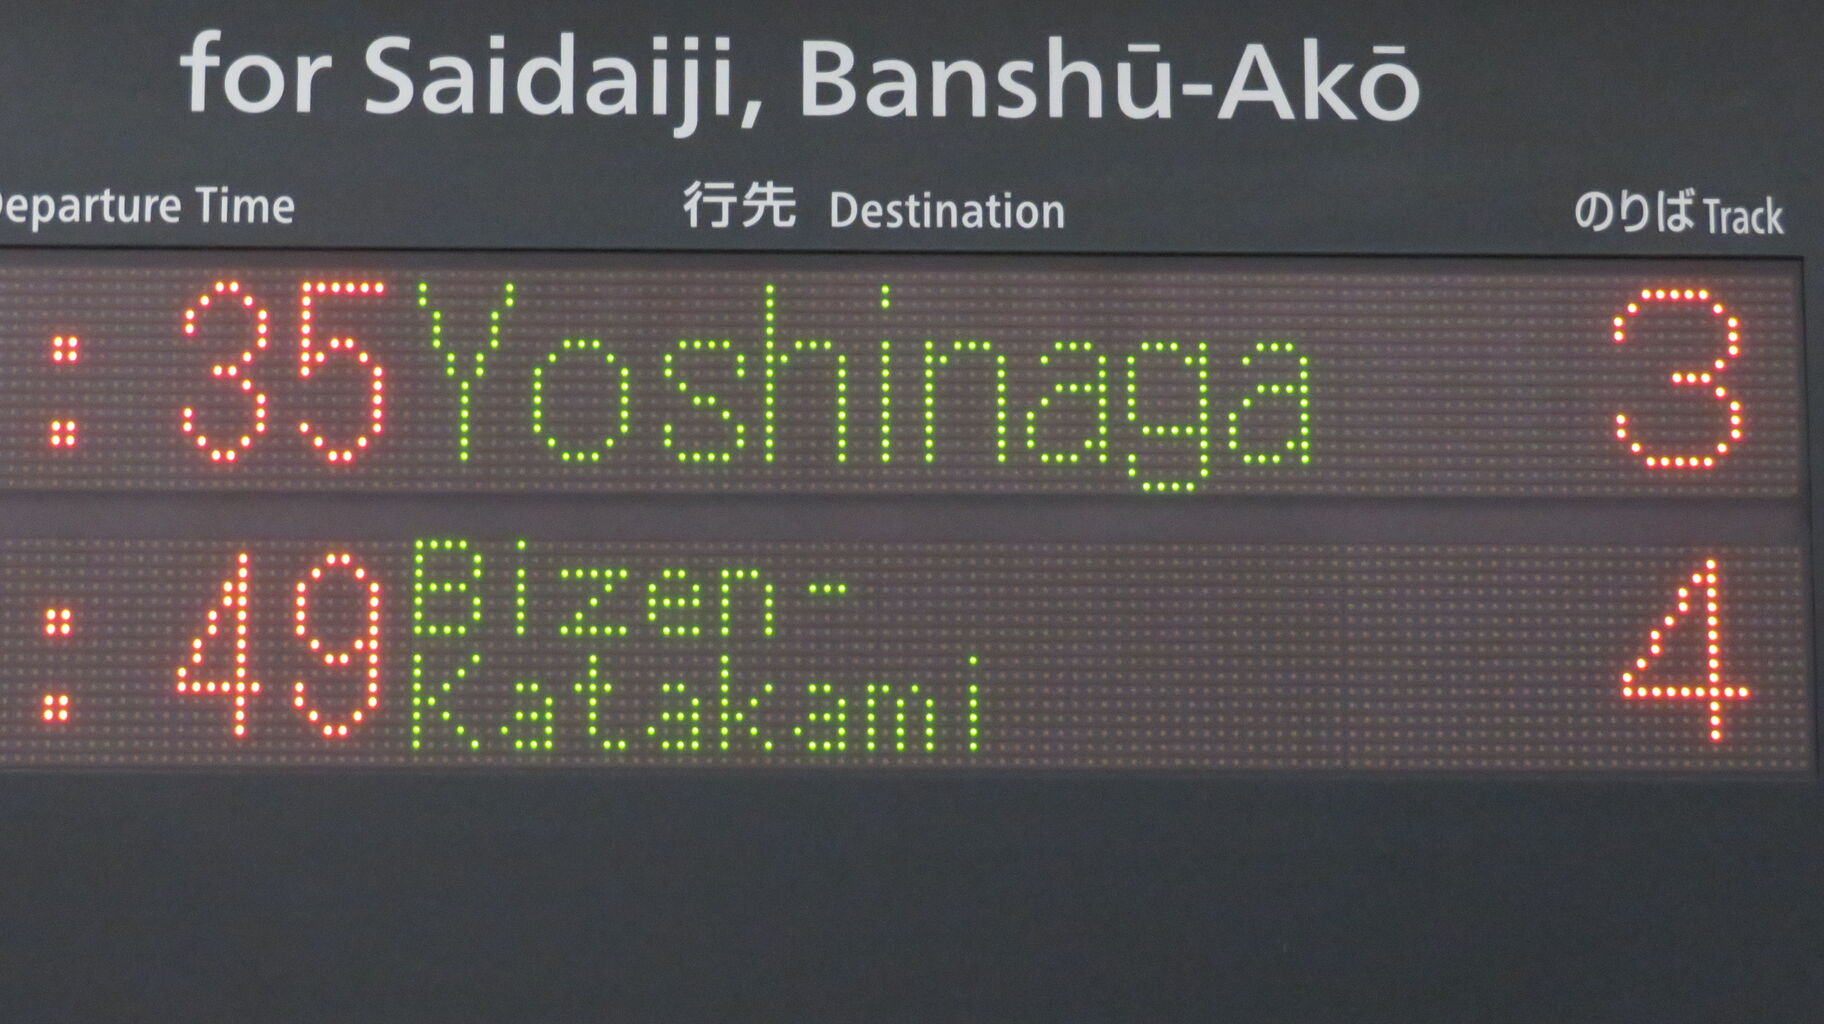 for Saidaiji, Banshū-Akō
Departure Time 行先 Destination のりば Track
:35 Yoshinaga 3
:49 Bizen-
Katakami 4